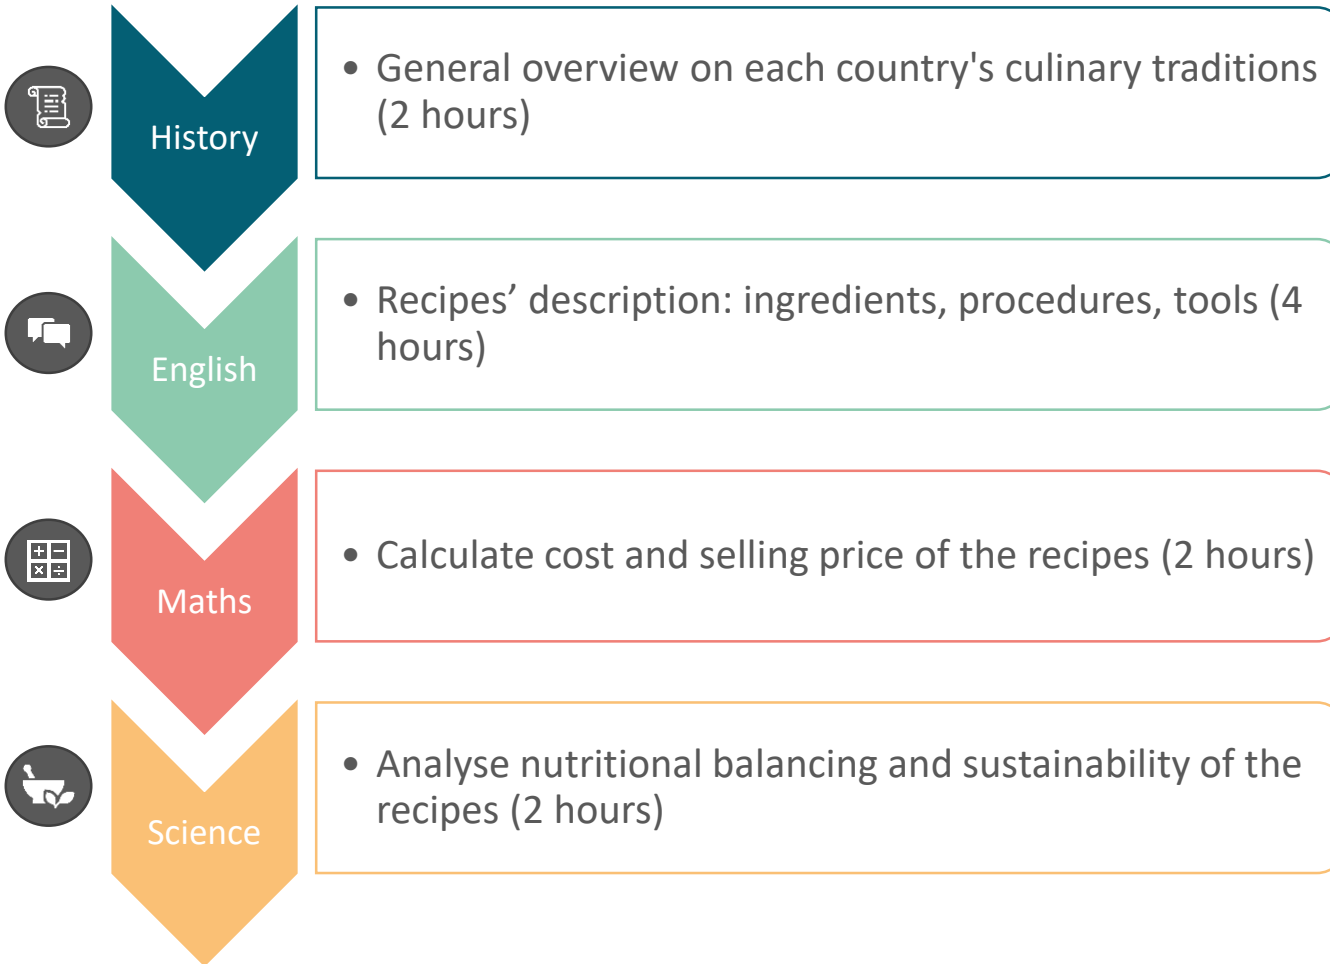 History
• General overview on each country's culinary traditions
(2 hours)
English
• Recipes’ description: ingredients, procedures, tools (4
hours)
Maths
• Calculate cost and selling price of the recipes (2 hours)
Science
• Analyse nutritional balancing and sustainability of the
recipes (2 hours)